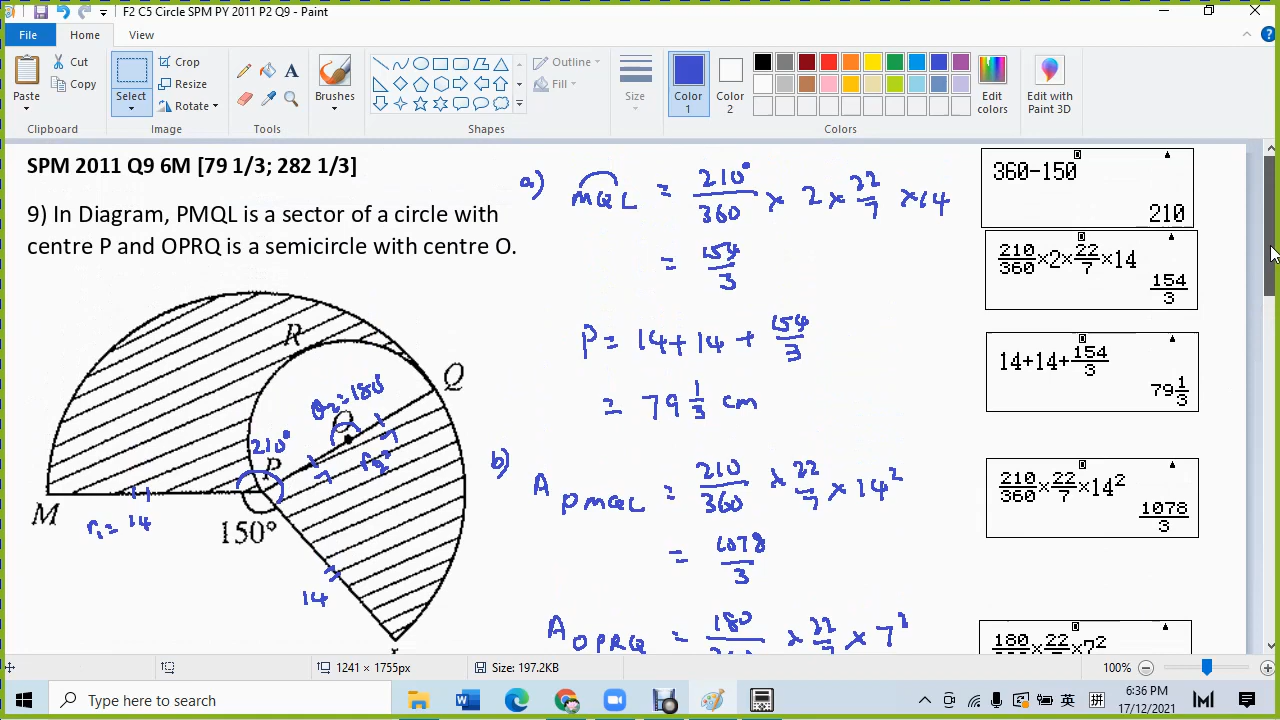 F2 C5 Circle SPM PY 2011 P2 Q9 - Paint
File Home View
Paste Cut Copy Clipboard
Select Crop Resize Rotate Image
Tools
Brushes
Outline Fill Shapes
Size
Color 1 Color 2
Edit colors
Edit with Paint 3D
Colors
SPM 2011 Q9 6M [79 1/3; 282 1/3]
9) In Diagram, PMQL is a sector of a circle with
centre P and OPRQ is a semicircle with centre O.
R
Q
θ₂=180°
O
7
r₂
7
210°
P
M
r₁ = 14
150°
14
a) MQL = 210°/360 × 2 × 22/7 × 14
= 154/3
P = 14 + 14 + 154/3
= 79 1/3 cm
b) A PMQL = 210/360 × 22/7 × 14²
= 1078/3
A OPRQ = 180/360 × 22/7 × 7²
360−150
210
210/360×2×22/7×14
154/3
14+14+154/3
79 1/3
210/360×22/7×14²
1078/3
180/360×22/7×7²
1241 × 1755px
Size: 197.2KB
100%
Type here to search
英
拼
6:36 PM
17/12/2021